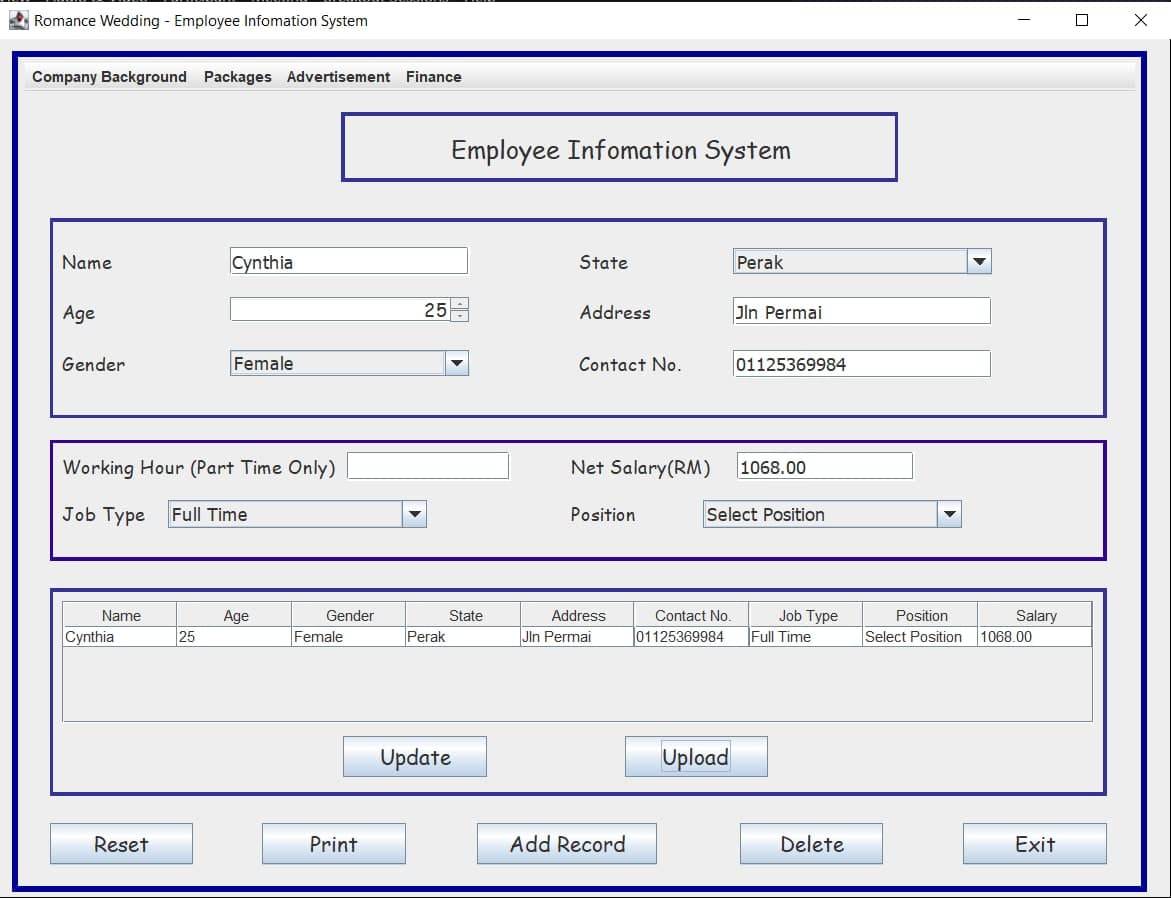 Romance Wedding - Employee Infomation System
Company Background Packages Advertisement Finance
Employee Infomation System
Name Cynthia State Perak
Age 25 Address Jln Permai
Gender Female Contact No. 01125369984
Working Hour (Part Time Only) Net Salary(RM) 1068.00
Job Type Full Time Position Select Position
Name Age Gender State Address Contact No. Job Type Position Salary
Cynthia 25 Female Perak Jln Permai 01125369984 Full Time Select Position 1068.00
Update Upload
Reset Print Add Record Delete Exit